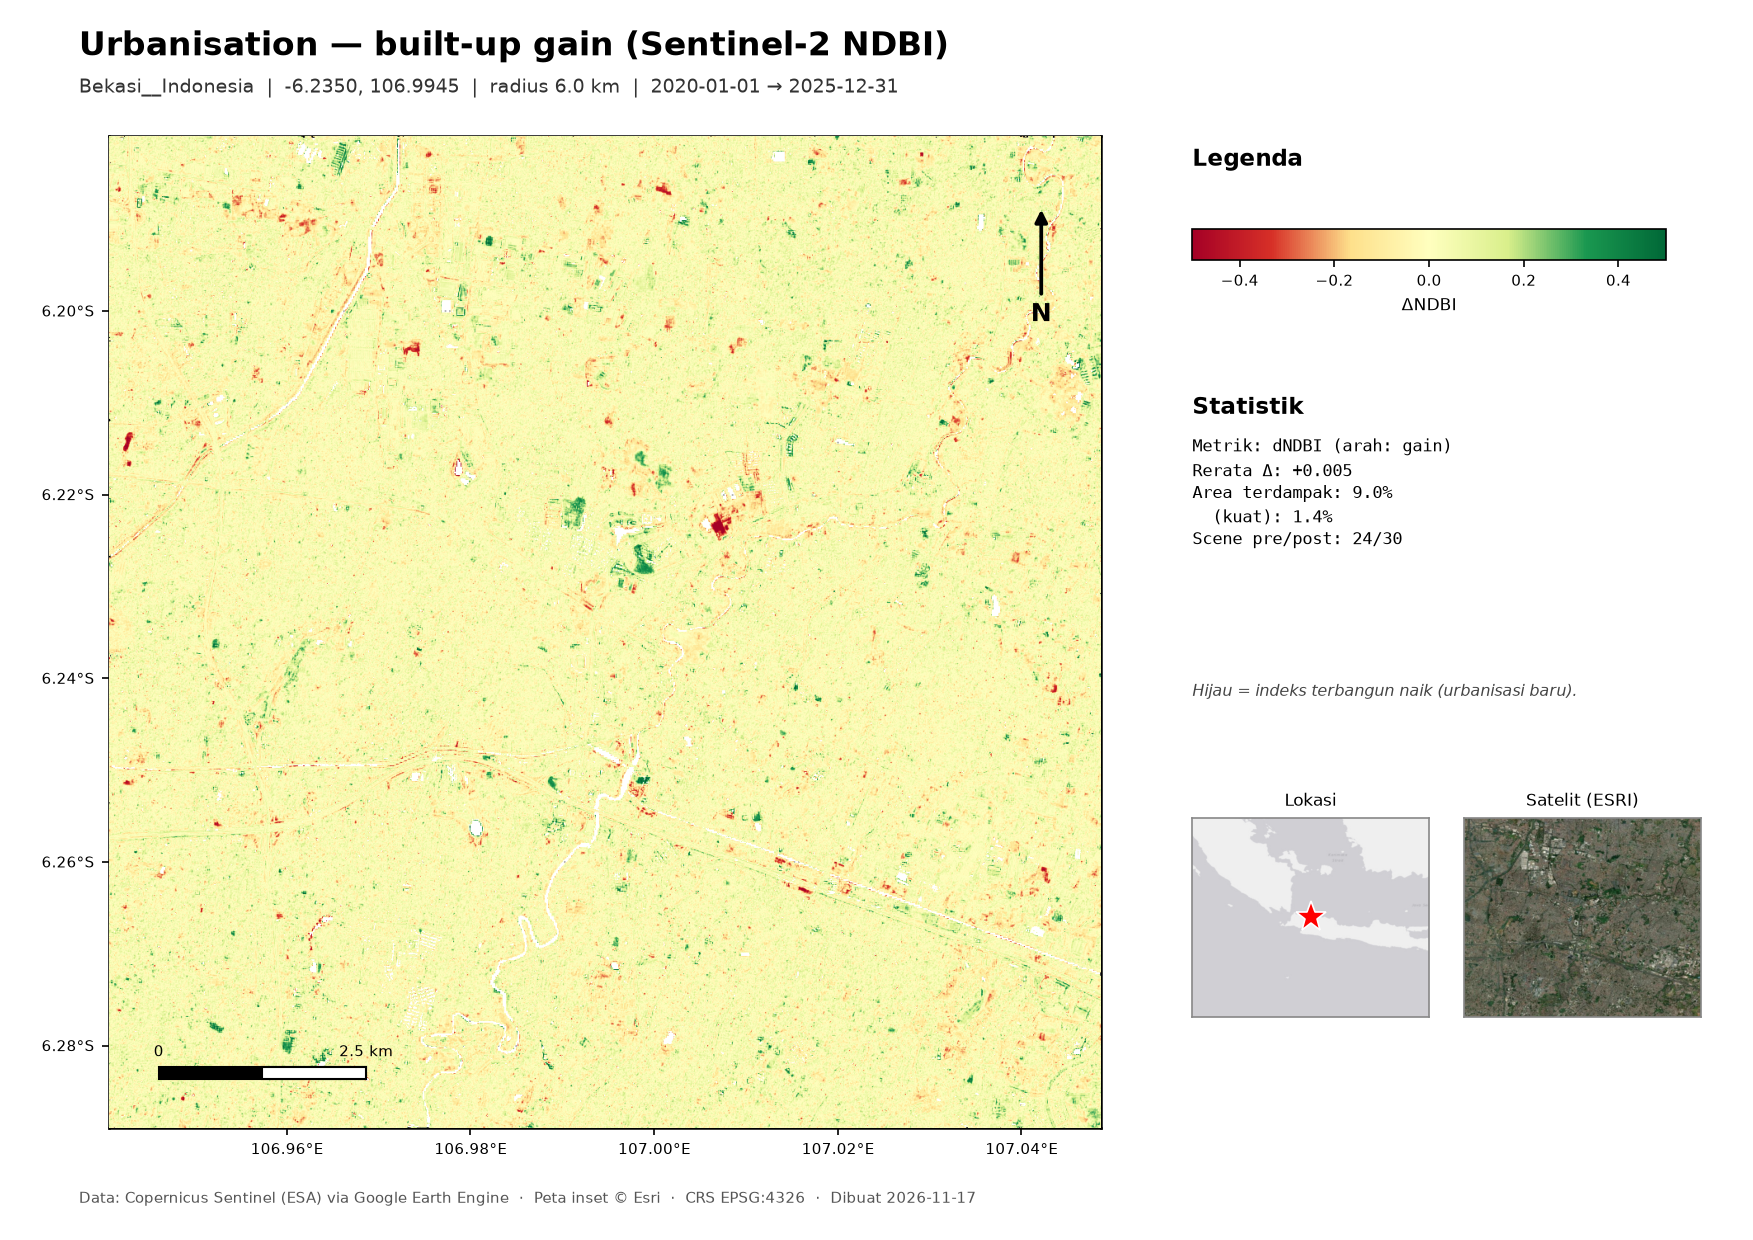 Urbanisation — built-up gain (Sentinel-2 NDBI)
Bekasi__Indonesia | -6.2350, 106.9945 | radius 6.0 km | 2020-01-01 → 2025-12-31
Legenda
N
−0.4 −0.2 0.0 0.2 0.4
ΔNDBI
6.20°S
6.22°S
6.24°S
6.26°S
6.28°S
Statistik
Metrik: dNDBI (arah: gain)
Rerata Δ: +0.005
Area terdampak: 9.0%
(kuat): 1.4%
Scene pre/post: 24/30
Hijau = indeks terbangun naik (urbanisasi baru).
Lokasi Satelit (ESRI)
0 2.5 km
106.96°E 106.98°E 107.00°E 107.02°E 107.04°E
Data: Copernicus Sentinel (ESA) via Google Earth Engine · Peta inset © Esri · CRS EPSG:4326 · Dibuat 2026-11-17